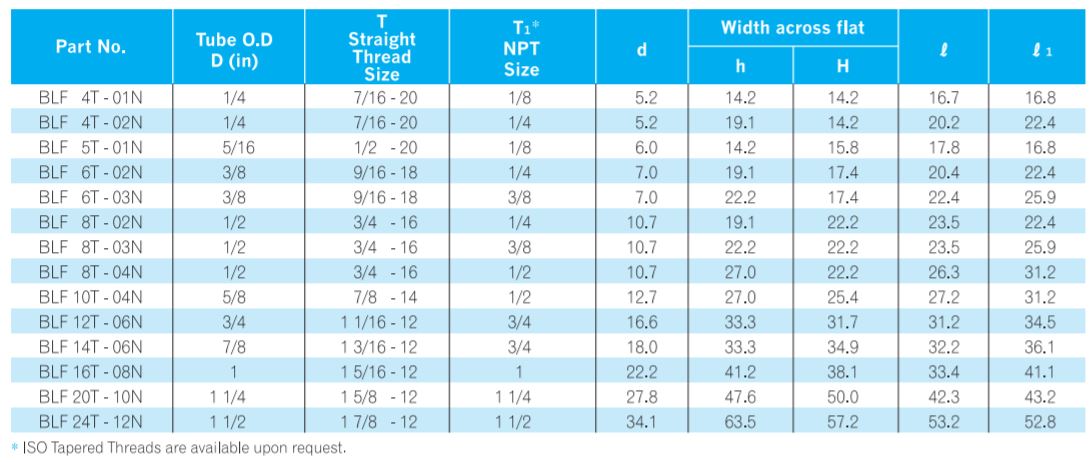 Part No. Tube O.D D (in) T Straight Thread Size T₁* NPT Size d Width across flat h H ℓ ℓ 1
BLF 4T - 01N 1/4 7/16 - 20 1/8 5.2 14.2 14.2 16.7 16.8
BLF 4T - 02N 1/4 7/16 - 20 1/4 5.2 19.1 14.2 20.2 22.4
BLF 5T - 01N 5/16 1/2 - 20 1/8 6.0 14.2 15.8 17.8 16.8
BLF 6T - 02N 3/8 9/16 - 18 1/4 7.0 19.1 17.4 20.4 22.4
BLF 6T - 03N 3/8 9/16 - 18 3/8 7.0 22.2 17.4 22.4 25.9
BLF 8T - 02N 1/2 3/4 - 16 1/4 10.7 19.1 22.2 23.5 22.4
BLF 8T - 03N 1/2 3/4 - 16 3/8 10.7 22.2 22.2 23.5 25.9
BLF 8T - 04N 1/2 3/4 - 16 1/2 10.7 27.0 22.2 26.3 31.2
BLF 10T - 04N 5/8 7/8 - 14 1/2 12.7 27.0 25.4 27.2 31.2
BLF 12T - 06N 3/4 1 1/16 - 12 3/4 16.6 33.3 31.7 31.2 34.5
BLF 14T - 06N 7/8 1 3/16 - 12 3/4 18.0 33.3 34.9 32.2 36.1
BLF 16T - 08N 1 1 5/16 - 12 1 22.2 41.2 38.1 33.4 41.1
BLF 20T - 10N 1 1/4 1 5/8 - 12 1 1/4 27.8 47.6 50.0 42.3 43.2
BLF 24T - 12N 1 1/2 1 7/8 - 12 1 1/2 34.1 63.5 57.2 53.2 52.8
* ISO Tapered Threads are available upon request.